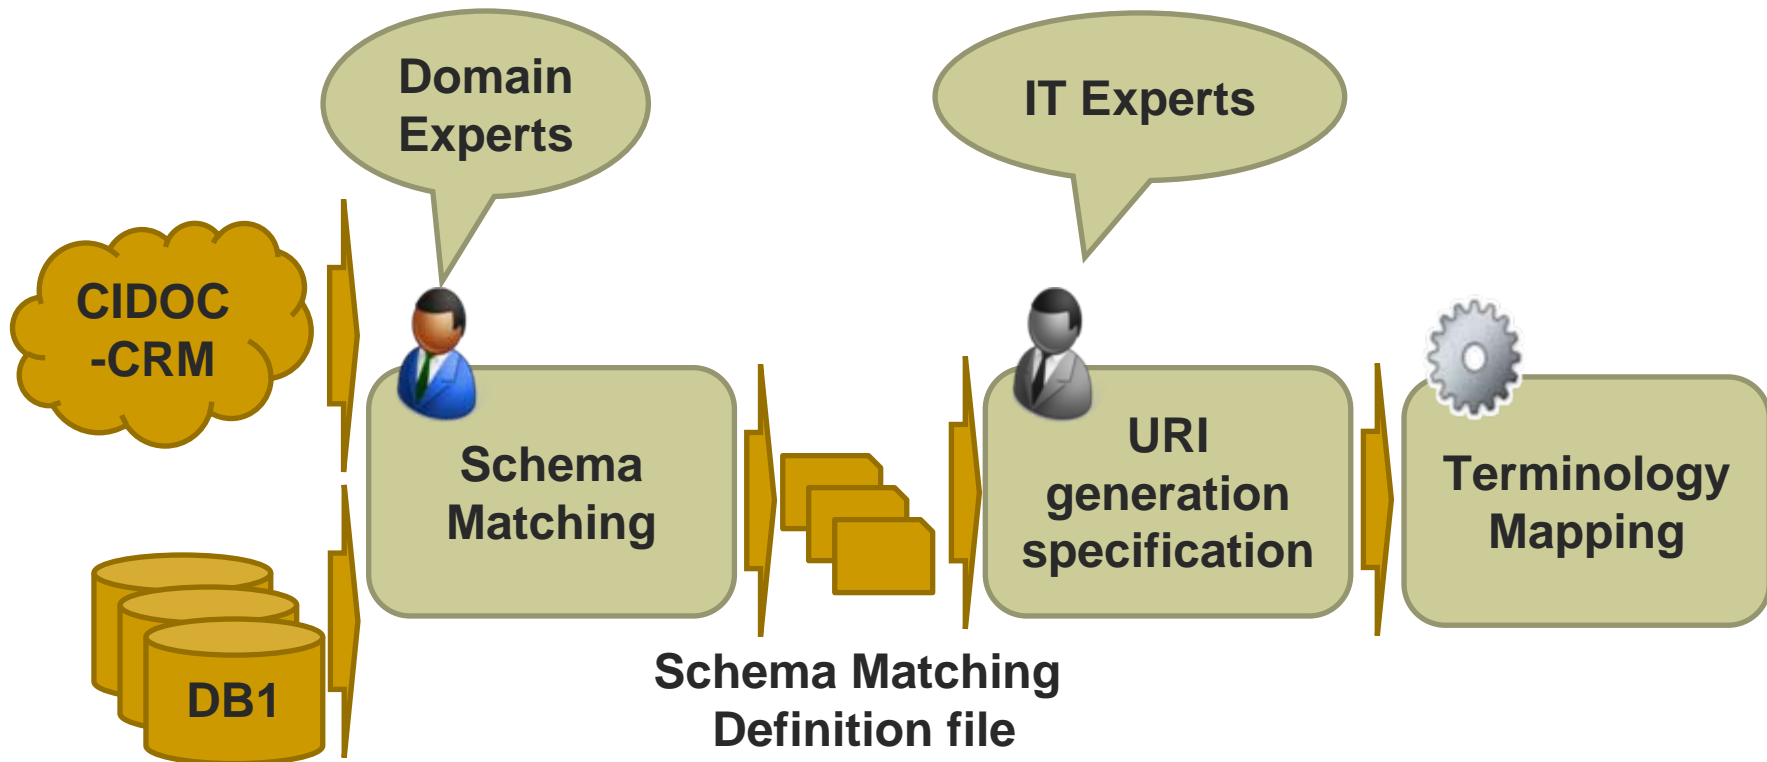 Domain
Experts
IT Experts
CIDOC
-CRM
Schema
Matching
URI
generation
specification
Terminology
Mapping
DB1
Schema Matching
Definition file